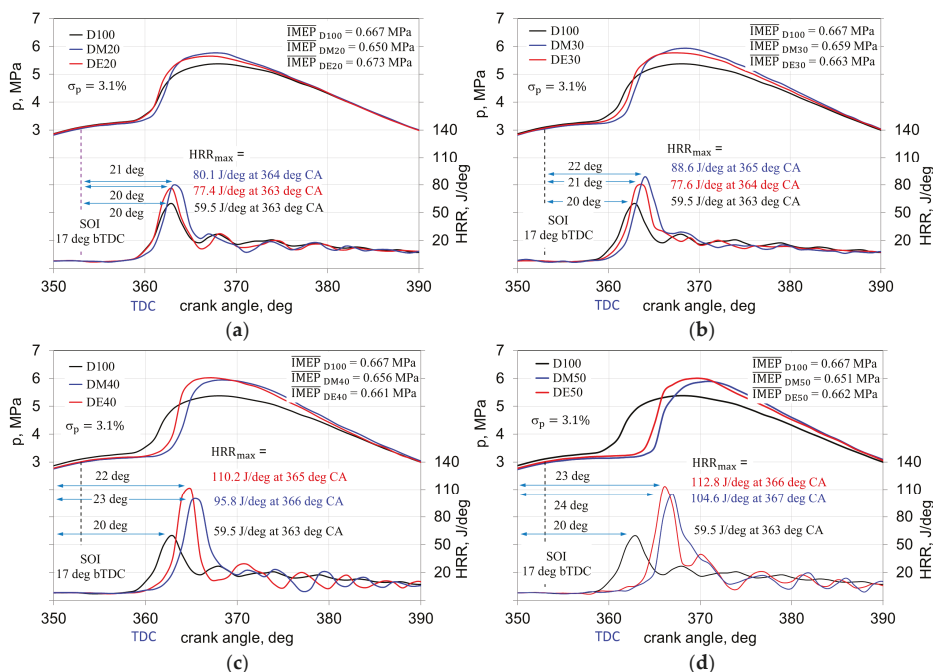 7
D100
DM20
DE20
IMEP D100 = 0.667 MPa
IMEP DM20 = 0.650 MPa
IMEP DE20 = 0.673 MPa
6
5
p, MPa
4
σp = 3.1%
3
140
HRRmax =
21 deg
80.1 J/deg at 364 deg CA
77.4 J/deg at 363 deg CA
59.5 J/deg at 363 deg CA
20 deg
20 deg
SOI
17 deg bTDC
110
80
50
20
HRR, J/deg
350 360 370 380 390
TDC crank angle, deg
(a)
7
D100
DM30
DE30
IMEP D100 = 0.667 MPa
IMEP DM30 = 0.659 MPa
IMEP DE30 = 0.663 MPa
6
5
p, MPa
4
σp = 3.1%
3
140
HRRmax =
22 deg
88.6 J/deg at 365 deg CA
21 deg
77.6 J/deg at 364 deg CA
20 deg
59.5 J/deg at 363 deg CA
SOI
17 deg bTDC
110
80
50
20
HRR, J/deg
350 360 370 380 390
TDC crank angle, deg
(b)
7
D100
DM40
DE40
IMEP D100 = 0.667 MPa
IMEP DM40 = 0.656 MPa
IMEP DE40 = 0.661 MPa
6
5
p, MPa
4
σp = 3.1%
3
140
HRRmax =
22 deg
110.2 J/deg at 365 deg CA
23 deg
95.8 J/deg at 366 deg CA
20 deg
59.5 J/deg at 363 deg CA
SOI
17 deg bTDC
110
80
50
20
HRR, J/deg
350 360 370 380 390
TDC crank angle, deg
(c)
7
D100
DM50
DE50
IMEP D100 = 0.667 MPa
IMEP DM50 = 0.651 MPa
IMEP DE50 = 0.662 MPa
6
5
p, MPa
4
σp = 3.1%
3
140
HRRmax =
23 deg
112.8 J/deg at 366 deg CA
104.6 J/deg at 367 deg CA
24 deg
20 deg
59.5 J/deg at 363 deg CA
SOI
17 deg bTDC
110
80
50
20
HRR, J/deg
350 360 370 380 390
TDC crank angle, deg
(d)